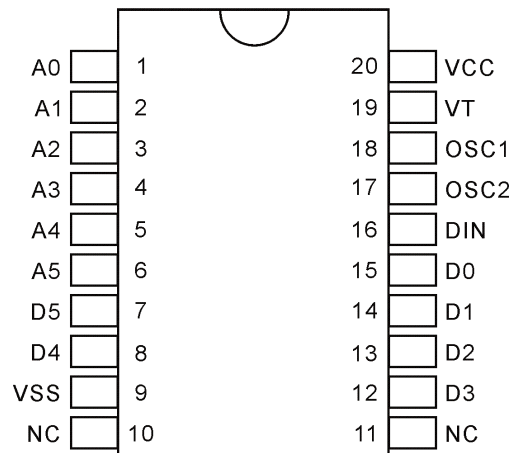 A0 1 20 VCC
A1 2 19 VT
A2 3 18 OSC1
A3 4 17 OSC2
A4 5 16 DIN
A5 6 15 D0
D5 7 14 D1
D4 8 13 D2
VSS 9 12 D3
NC 10 11 NC